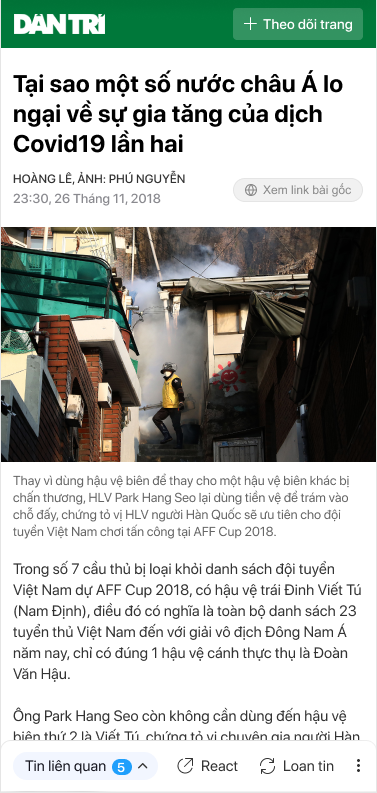 DÂN TRÍ
Theo dõi trang
Tại sao một số nước châu Á lo
ngại về sự gia tăng của dịch
Covid19 lần hai
HOÀNG LÊ, ẢNH: PHÚ NGUYỄN
23:30, 26 Tháng 11, 2018
Xem link bài gốc
Thay vì dùng hậu vệ biên để thay cho một hậu vệ biên khác bị
chấn thương, HLV Park Hang Seo lại dùng tiền vệ để trám vào
chỗ đấy, chứng tỏ vị HLV người Hàn Quốc sẽ ưu tiên cho đội
tuyển Việt Nam chơi tấn công tại AFF Cup 2018.
Trong số 7 cầu thủ bị loại khỏi danh sách đội tuyển
Việt Nam dự AFF Cup 2018, có hậu vệ trái Đinh Viết Tú
(Nam Định), điều đó có nghĩa là toàn bộ danh sách 23
tuyển thủ Việt Nam đến với giải vô địch Đông Nam Á
năm nay, chỉ có đúng 1 hậu vệ cánh thực thụ là Đoàn
Văn Hậu.
Ông Park Hang Seo còn không cần dùng đến hậu vệ
biên thứ 2 là Viết Tú, chứng tỏ vị chuyên gia người Hàn
Tin liên quan 5
React
Loan tin